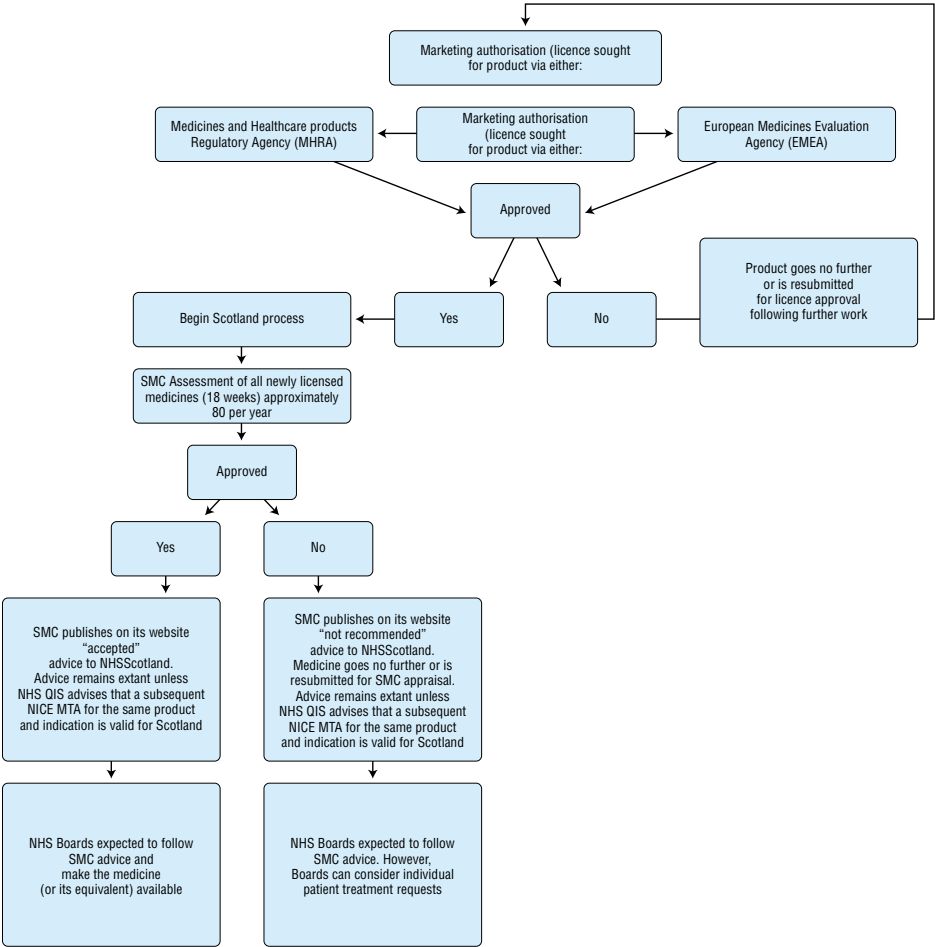 Marketing authorisation (licence sought
for product via either:
Medicines and Healthcare products
Regulatory Agency (MHRA)
Marketing authorisation
(licence sought
for product via either:
European Medicines Evaluation
Agency (EMEA)
Approved
Product goes no further
or is resubmitted
for licence approval
following further work
Begin Scotland process
Yes
No
SMC Assessment of all newly licensed
medicines (18 weeks) approximately
80 per year
Approved
Yes
No
SMC publishes on its website
“accepted”
advice to NHSScotland.
Advice remains extant unless
NHS QIS advises that a subsequent
NICE MTA for the same product
and indication is valid for Scotland
SMC publishes on its website
“not recommended”
advice to NHSScotland.
Medicine goes no further or is
resubmitted for SMC appraisal.
Advice remains extant unless
NHS QIS advises that a subsequent
NICE MTA for the same product
and indication is valid for Scotland
NHS Boards expected to follow
SMC advice and
make the medicine
(or its equivalent) available
NHS Boards expected to follow
SMC advice. However,
Boards can consider individual
patient treatment requests